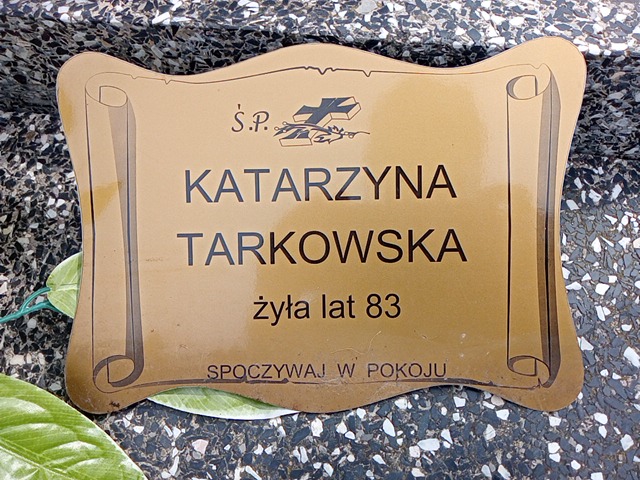 Ś.P.
KATARZYNA
TARKOWSKA
żyła lat 83
SPOCZYWAJ W POKOJU